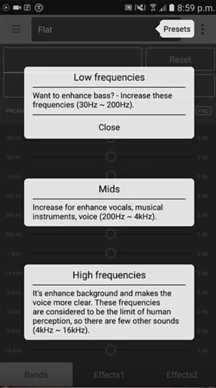 8:59 p.m.
Flat
Presets
Reset
Low frequencies
Want to enhance bass? - Increase these
frequencies (30Hz ~ 200Hz).
Close
Mids
Increase for enhance vocals, musical
instruments, voice (200Hz ~ 4kHz).
High frequencies
It's enhance background and makes the
voice more clear. These frequencies
are considered to be the limit of human
perception, so there are few other sounds
(4kHz ~ 16kHz).
Bands Effects1 Effects2